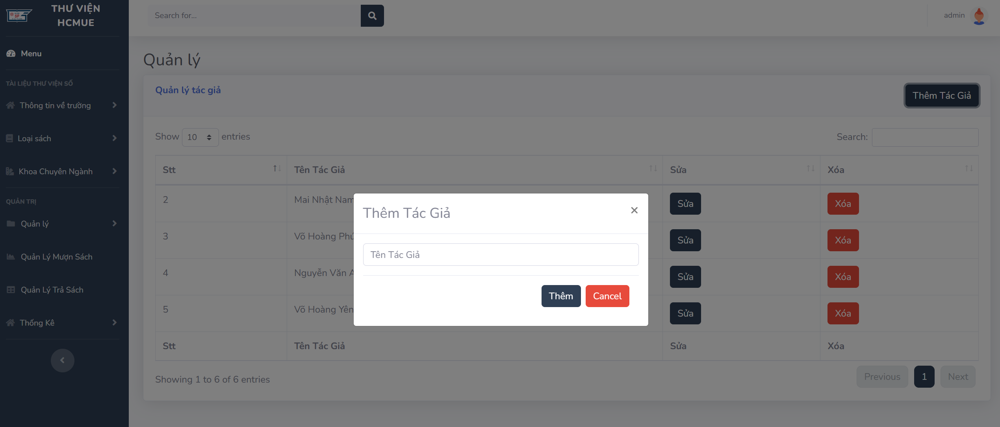 THƯ VIỆN
HCMUE
Search for...
admin
Menu
TÀI LIỆU THƯ VIỆN SỐ
Thông tin về trường
Loại sách
Khoa Chuyên Ngành
QUẢN TRỊ
Quản lý
Quản Lý Mượn Sách
Quản Lý Trả Sách
Thống Kê
Quản lý
Quản lý tác giả
Thêm Tác Giả
Show 10 entries
Search:
Stt Tên Tác Giả Sửa Xóa
2 Mai Nhật Nam Sửa Xóa
3 Võ Hoàng Phú Sửa Xóa
4 Nguyễn Văn A Sửa Xóa
5 Võ Hoàng Yên Sửa Xóa
Stt Tên Tác Giả Sửa Xóa
Showing 1 to 6 of 6 entries
Previous 1 Next
Thêm Tác Giả
×
Tên Tác Giả
Thêm Cancel